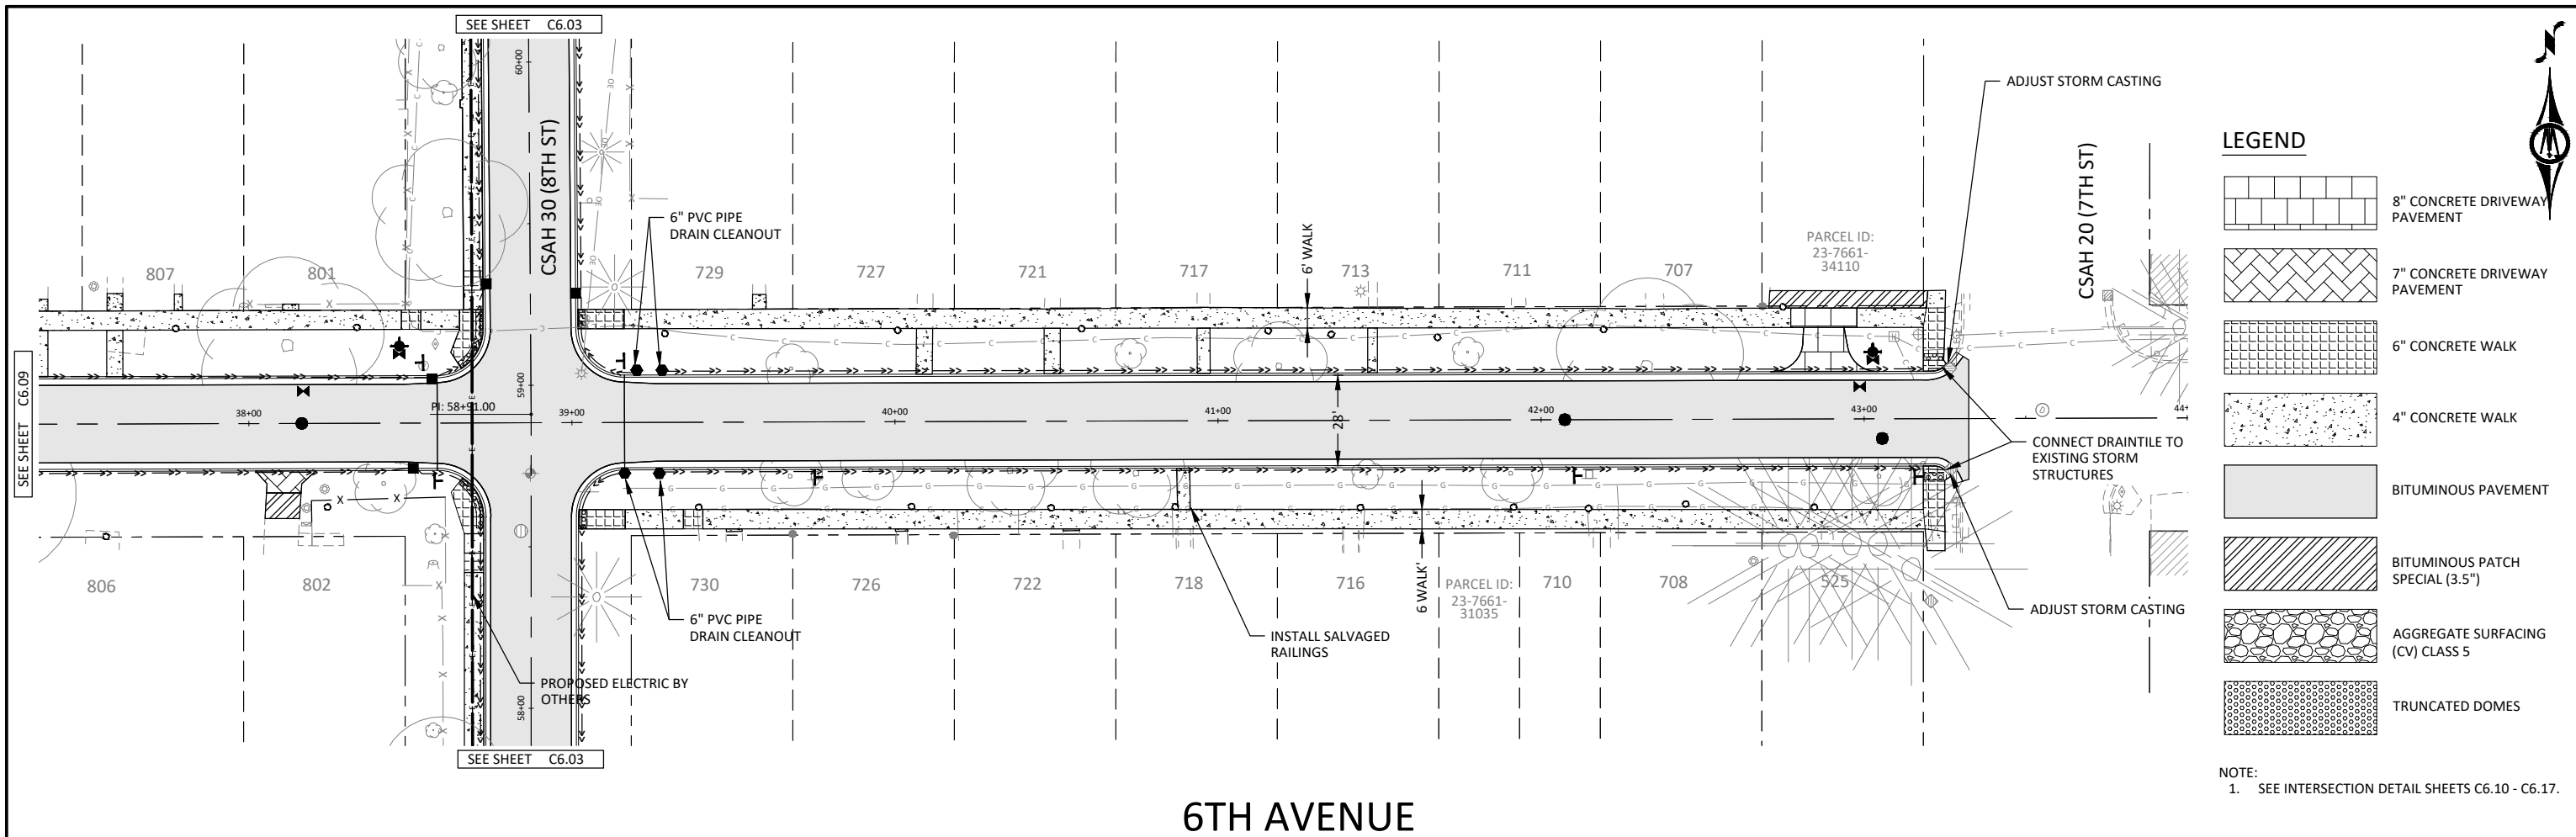 SEE SHEET C6.03
60+00
CSAH 30 (8TH ST)
ADJUST STORM CASTING
LEGEND
8" CONCRETE DRIVEWAY
PAVEMENT
7" CONCRETE DRIVEWAY
PAVEMENT
6" CONCRETE WALK
4" CONCRETE WALK
BITUMINOUS PAVEMENT
BITUMINOUS PATCH
SPECIAL (3.5")
AGGREGATE SURFACING
(CV) CLASS 5
TRUNCATED DOMES
NOTE:
1. SEE INTERSECTION DETAIL SHEETS C6.10 - C6.17.
CSAH 20 (7TH ST)
6" PVC PIPE
DRAIN CLEANOUT
6' WALK
PARCEL ID:
23-7661-
34110
807
801
729
727
721
717
713
711
707
SEE SHEET C6.09
59+00
PI: 58+91.00
38+00
39+00
40+00
41+00
28'
42+00
43+00
44+
CONNECT DRAINTILE TO
EXISTING STORM
STRUCTURES
806
802
730
726
722
718
716
6 WALK'
PARCEL ID:
23-7661-
31035
710
708
525
ADJUST STORM CASTING
6" PVC PIPE
DRAIN CLEANOUT
INSTALL SALVAGED
RAILINGS
PROPOSED ELECTRIC BY
OTHERS
58+00
SEE SHEET C6.03
6TH AVENUE